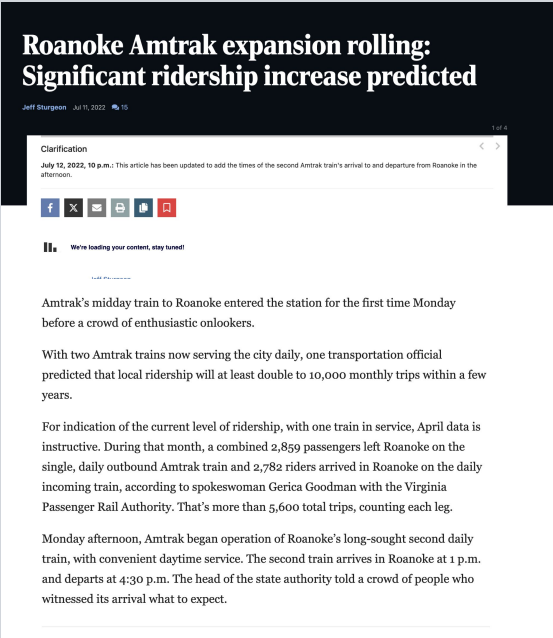 Roanoke Amtrak expansion rolling:
Significant ridership increase predicted
Jeff Sturgeon Jul 11, 2022 15
1 of 4
Clarification
July 12, 2022, 10 p.m.: This article has been updated to add the times of the second Amtrak train's arrival to and departure from Roanoke in the
afternoon.
We're loading your content, stay tuned!
Jeff Sturgeon
Amtrak's midday train to Roanoke entered the station for the first time Monday
before a crowd of enthusiastic onlookers.
With two Amtrak trains now serving the city daily, one transportation official
predicted that local ridership will at least double to 10,000 monthly trips within a few
years.
For indication of the current level of ridership, with one train in service, April data is
instructive. During that month, a combined 2,859 passengers left Roanoke on the
single, daily outbound Amtrak train and 2,782 riders arrived in Roanoke on the daily
incoming train, according to spokeswoman Gerica Goodman with the Virginia
Passenger Rail Authority. That's more than 5,600 total trips, counting each leg.
Monday afternoon, Amtrak began operation of Roanoke's long-sought second daily
train, with convenient daytime service. The second train arrives in Roanoke at 1 p.m.
and departs at 4:30 p.m. The head of the state authority told a crowd of people who
witnessed its arrival what to expect.